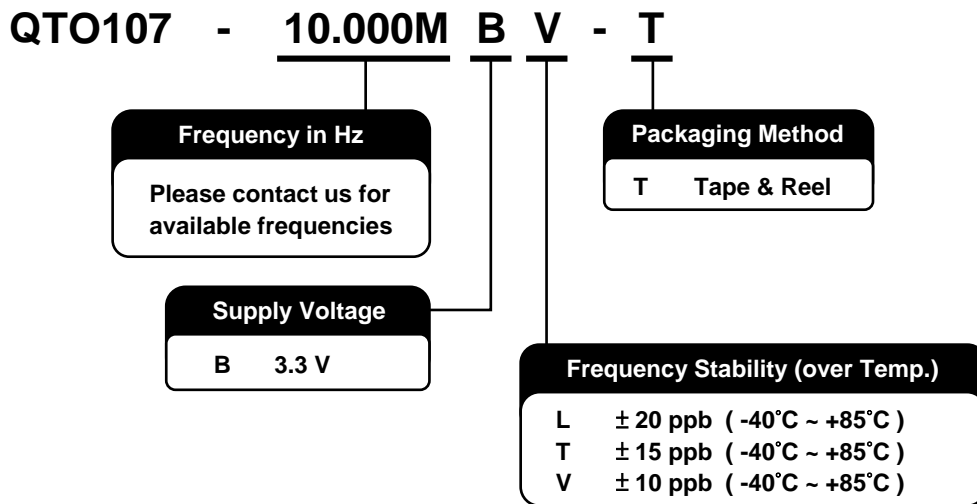 QTO107 - 10.000M B V - T
Frequency in Hz
Please contact us for
available frequencies
Packaging Method
T Tape & Reel
Supply Voltage
B 3.3 V
Frequency Stability (over Temp.)
L ± 20 ppb ( -40°C ~ +85°C )
T ± 15 ppb ( -40°C ~ +85°C )
V ± 10 ppb ( -40°C ~ +85°C )